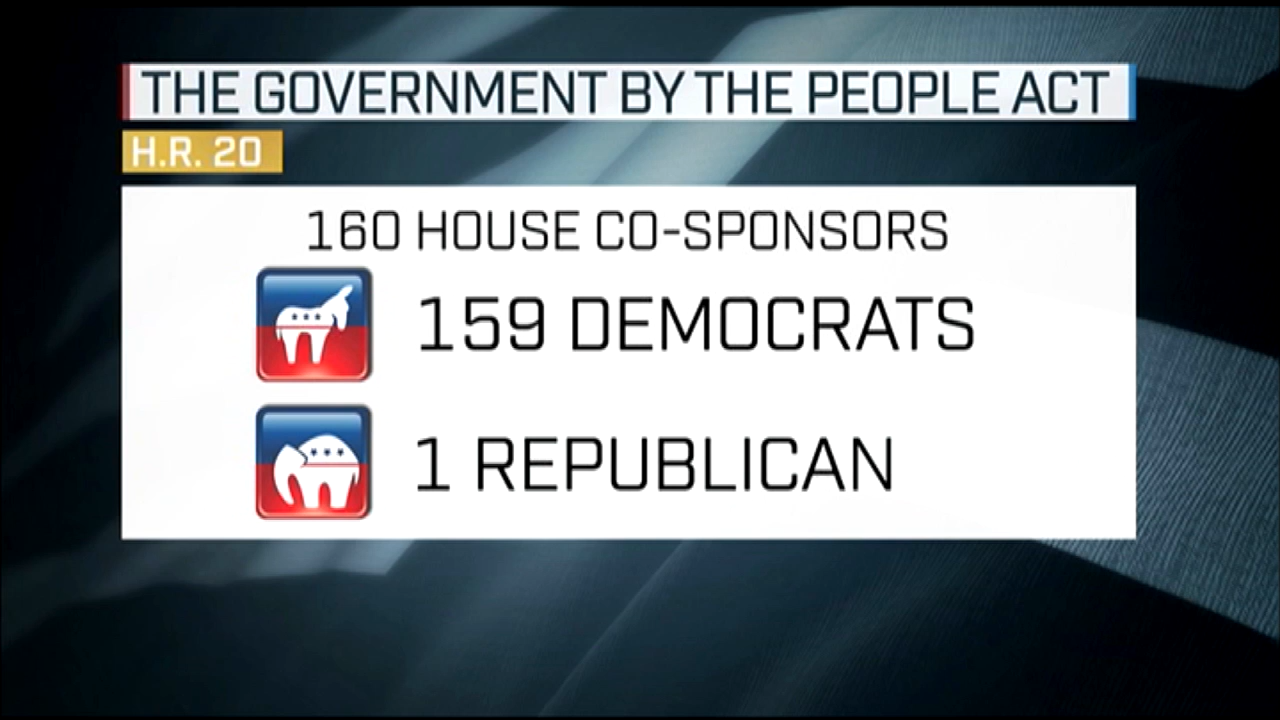 THE GOVERNMENT BY THE PEOPLE ACT
H.R. 20
160 HOUSE CO-SPONSORS
159 DEMOCRATS
1 REPUBLICAN